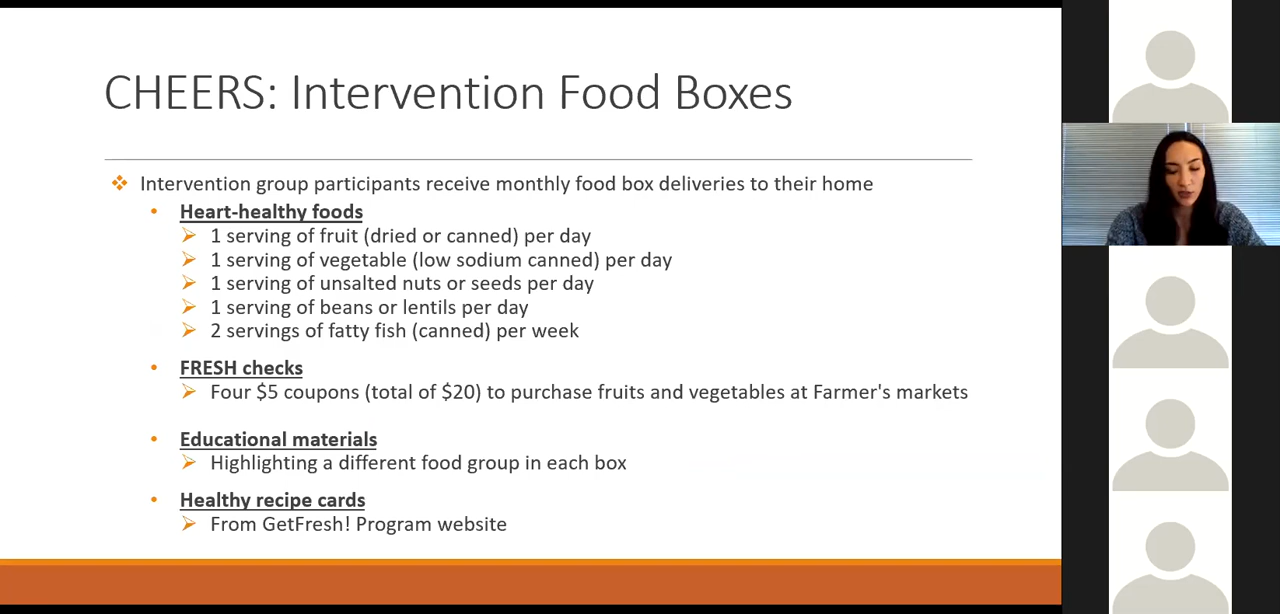 CHEERS: Intervention Food Boxes
Intervention group participants receive monthly food box deliveries to their home
Heart-healthy foods
1 serving of fruit (dried or canned) per day
1 serving of vegetable (low sodium canned) per day
1 serving of unsalted nuts or seeds per day
1 serving of beans or lentils per day
2 servings of fatty fish (canned) per week
FRESH checks
Four $5 coupons (total of $20) to purchase fruits and vegetables at Farmer's markets
Educational materials
Highlighting a different food group in each box
Healthy recipe cards
From GetFresh! Program website